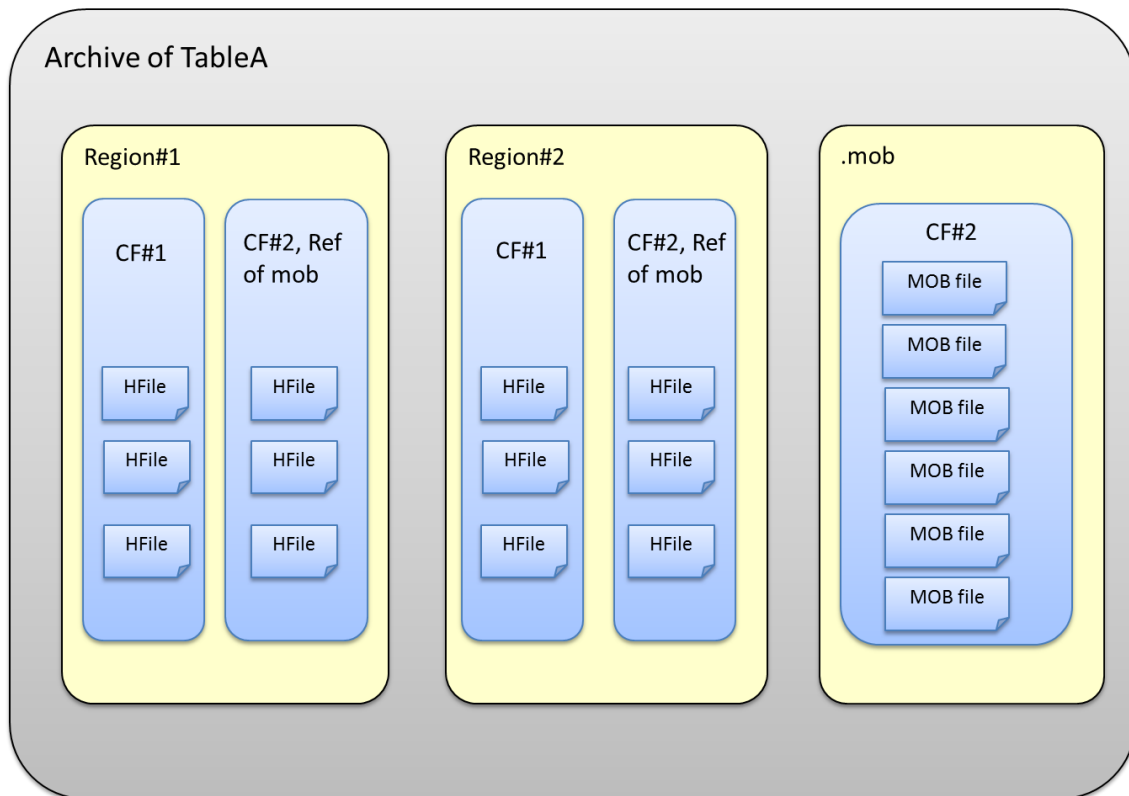 Archive of TableA
Region#1
CF#1
HFile
HFile
HFile
CF#2, Ref
of mob
HFile
HFile
HFile
Region#2
CF#1
HFile
HFile
HFile
CF#2, Ref
of mob
HFile
HFile
HFile
.mob
CF#2
MOB file
MOB file
MOB file
MOB file
MOB file
MOB file